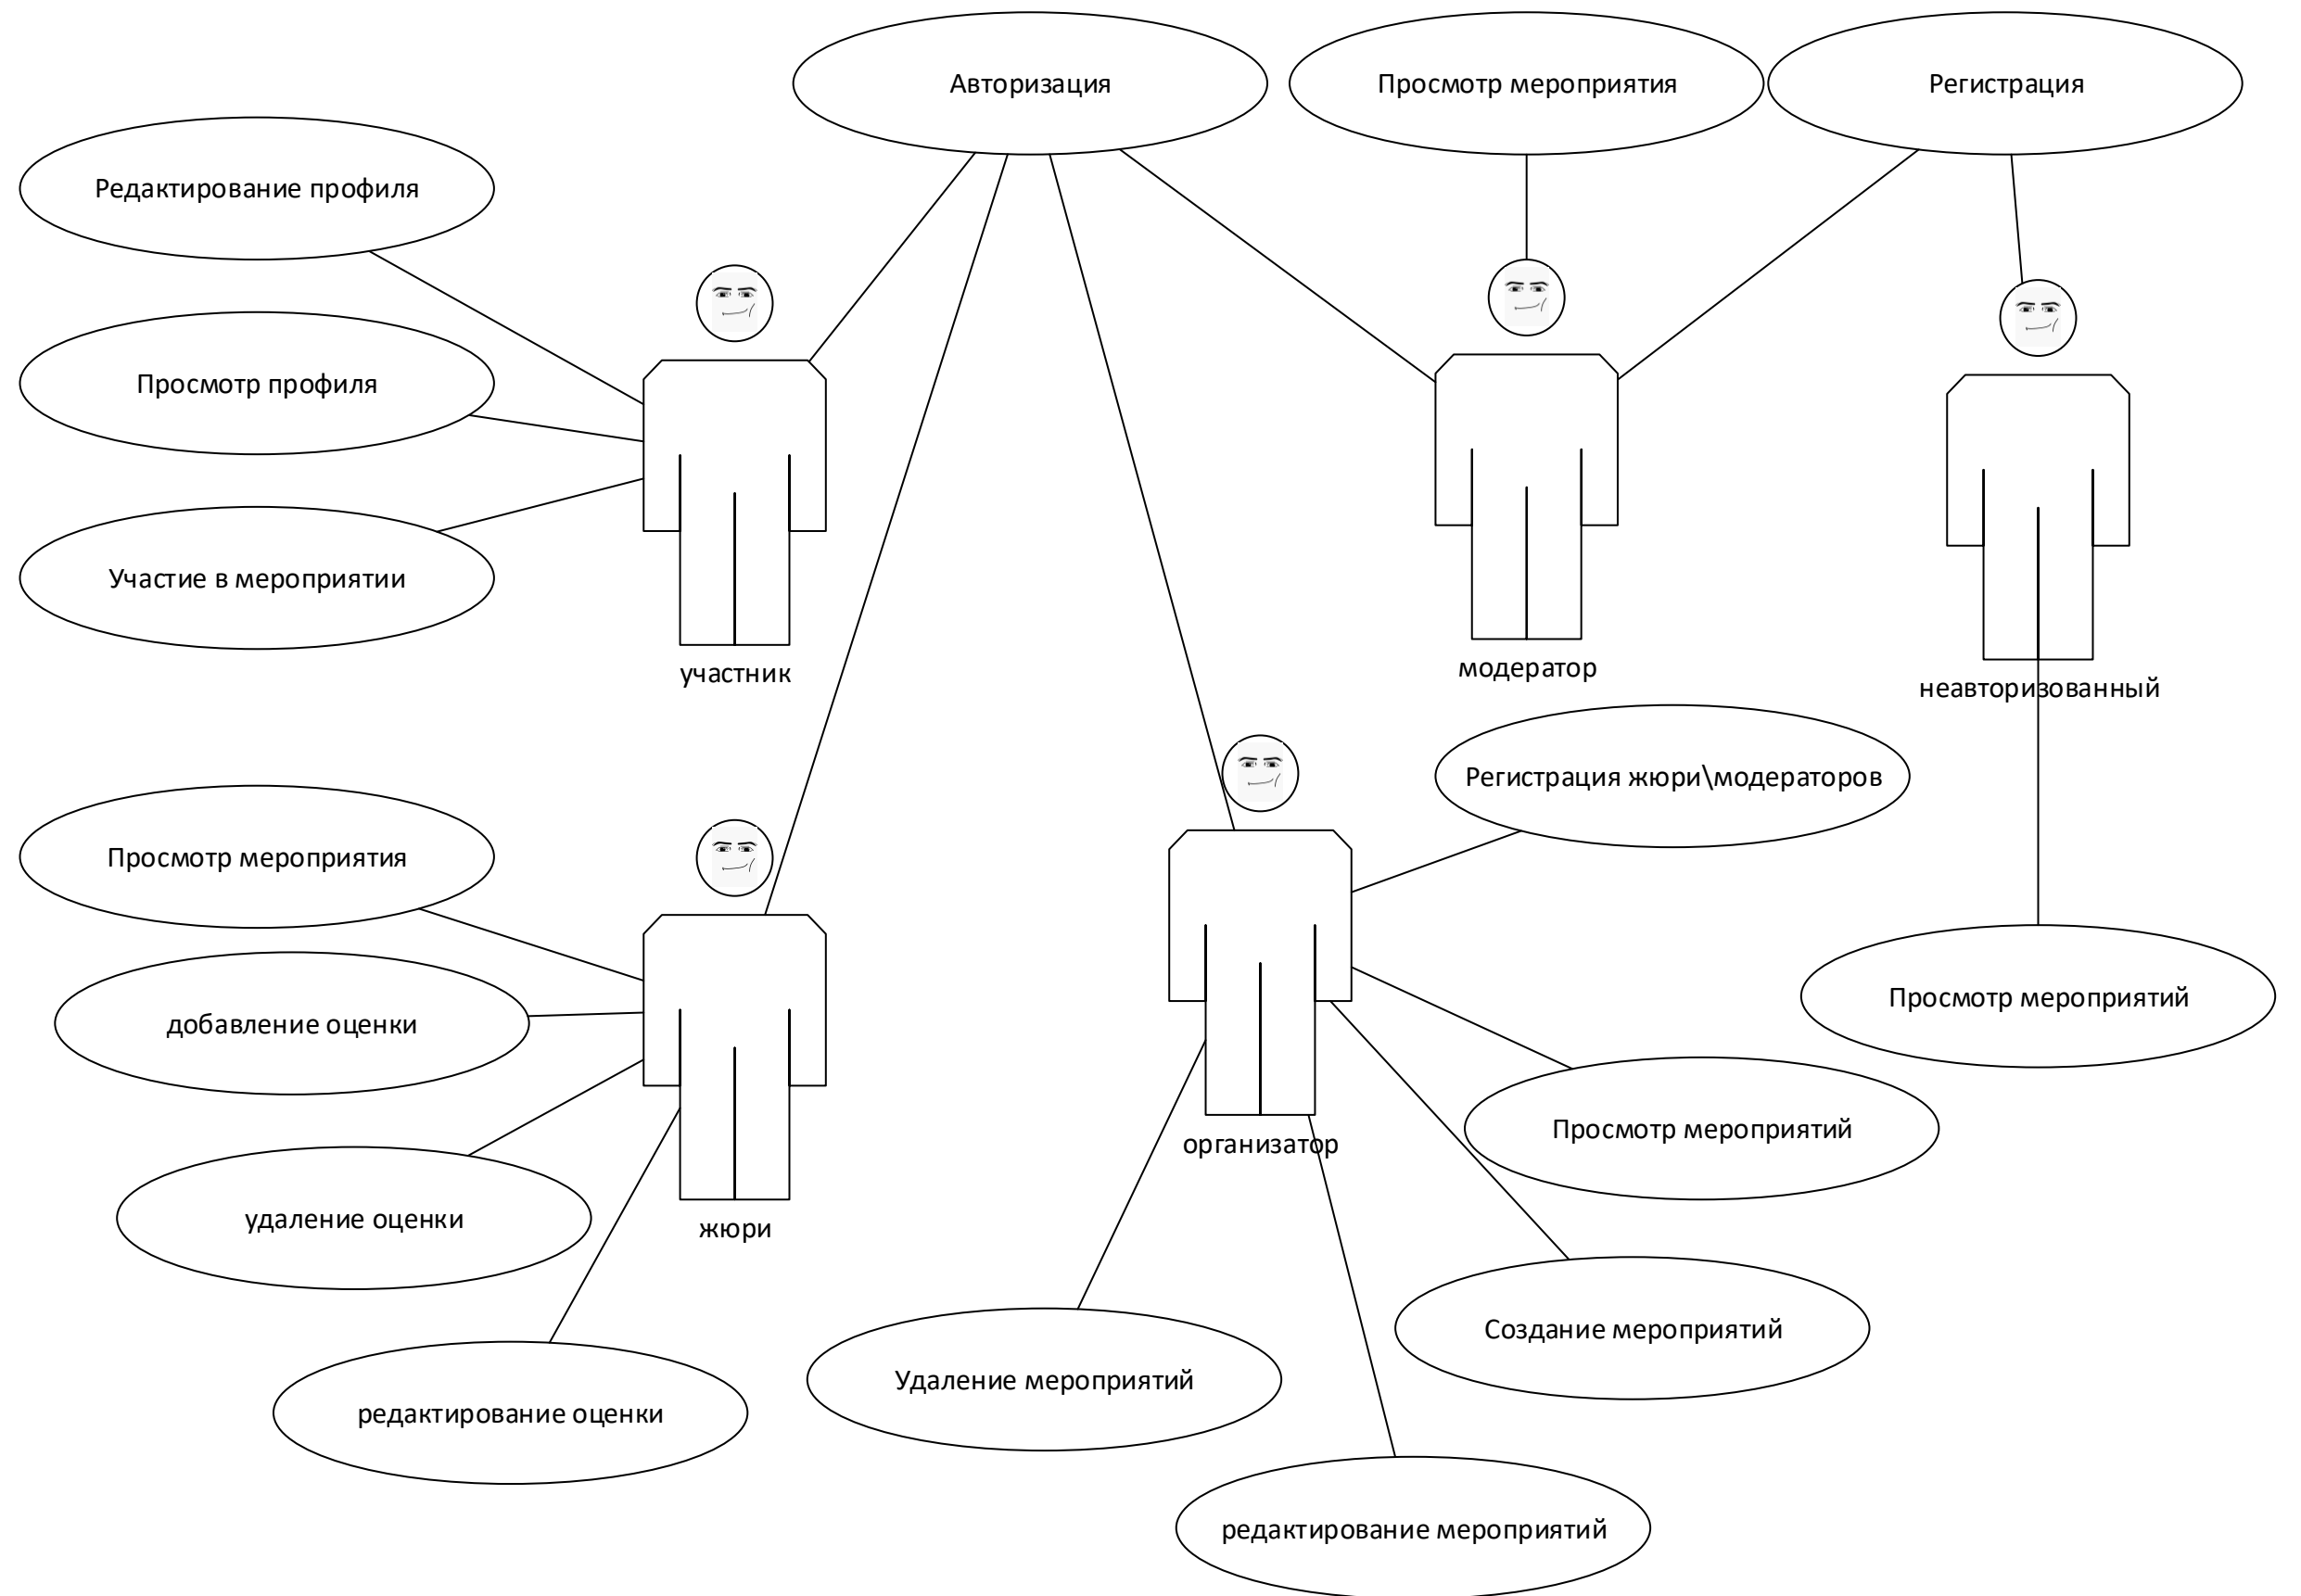 Авторизация
Просмотр мероприятия
Регистрация
Редактирование профиля
Просмотр профиля
Участие в мероприятии
участник
модератор
неавторизованный
Регистрация жюри\модераторов
Просмотр мероприятия
добавление оценки
удаление оценки
жюри
редактирование оценки
организатор
Просмотр мероприятий
Просмотр мероприятий
Создание мероприятий
Удаление мероприятий
редактирование мероприятий